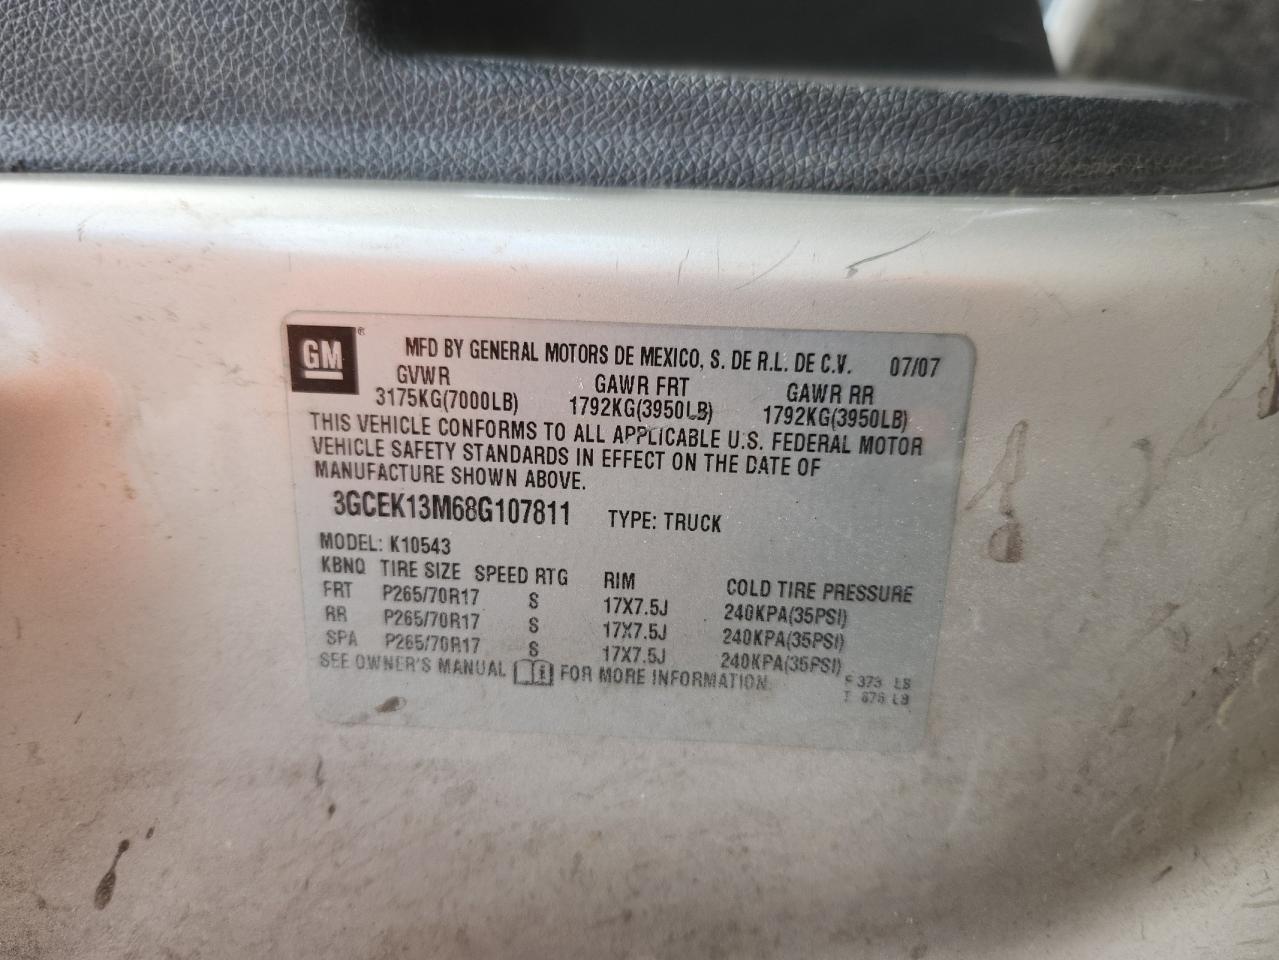 GM ®
MFD BY GENERAL MOTORS DE MEXICO, S. DE R.L. DE C.V. 07/07
GVWR GAWR FRT GAWR RR
3175KG(7000LB) 1792KG(3950LB) 1792KG(3950LB)
THIS VEHICLE CONFORMS TO ALL APPLICABLE U.S. FEDERAL MOTOR
VEHICLE SAFETY STANDARDS IN EFFECT ON THE DATE OF
MANUFACTURE SHOWN ABOVE.
3GCEK13M68G107811 TYPE: TRUCK
MODEL: K10543
KBNQ TIRE SIZE SPEED RTG RIM COLD TIRE PRESSURE
FRT P265/70R17 S 17X7.5J 240KPA(35PSI)
RR P265/70R17 S 17X7.5J 240KPA(35PSI)
SPA P265/70R17 S 17X7.5J 240KPA(35PSI)
SEE OWNER'S MANUAL FOR MORE INFORMATION
373